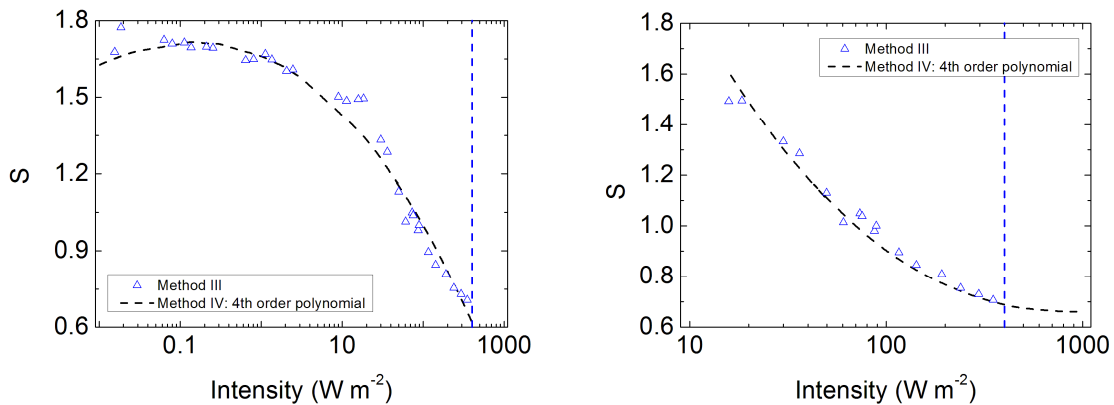 1.8
1.5
1.2
0.9
0.6
S
0.1
1
10
100
1000
Intensity (W m-2)
Method III
Method IV: 4th order polynomial
1.8
1.6
1.4
1.2
1.0
0.8
0.6
S
10
100
1000
Intensity (W m-2)
Method III
Method IV: 4th order polynomial